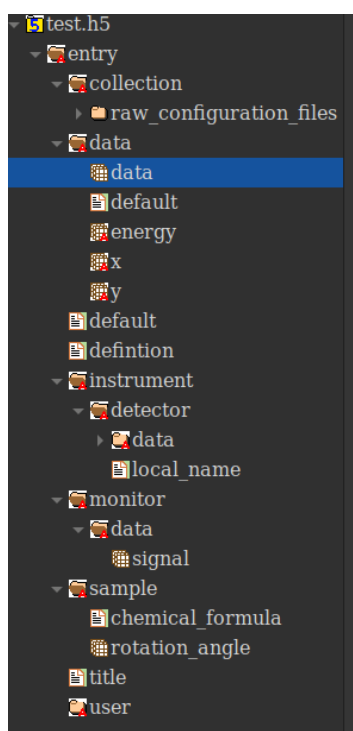 test.h5
entry
collection
raw_configuration_files
data
data
default
energy
x
y
default
defintion
instrument
detector
data
local_name
monitor
data
signal
sample
chemical_formula
rotation_angle
title
user